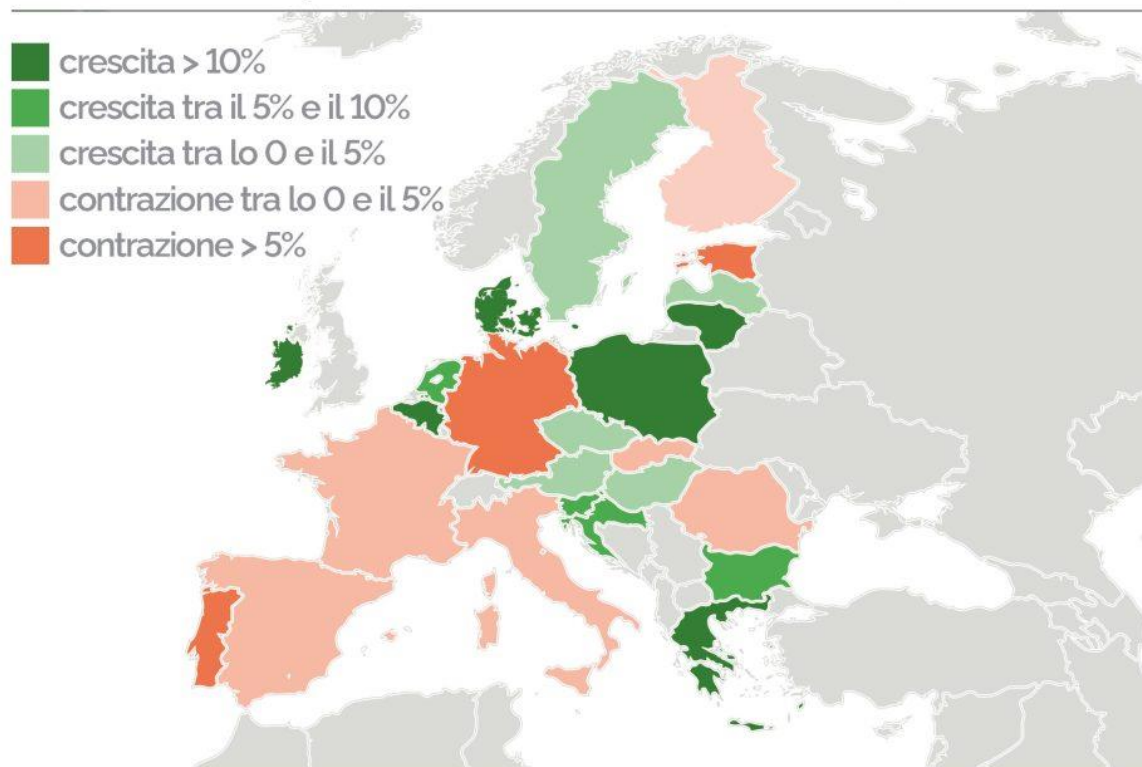 crescita > 10%
crescita tra il 5% e il 10%
crescita tra lo 0 e il 5%
contrazione tra lo 0 e il 5%
contrazione > 5%